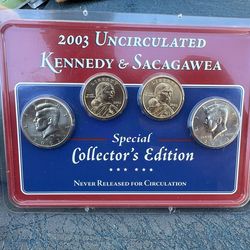 2003 Uncirculated
Kennedy & Sacagawea
Special
Collector's Edition
Never Released for Circulation